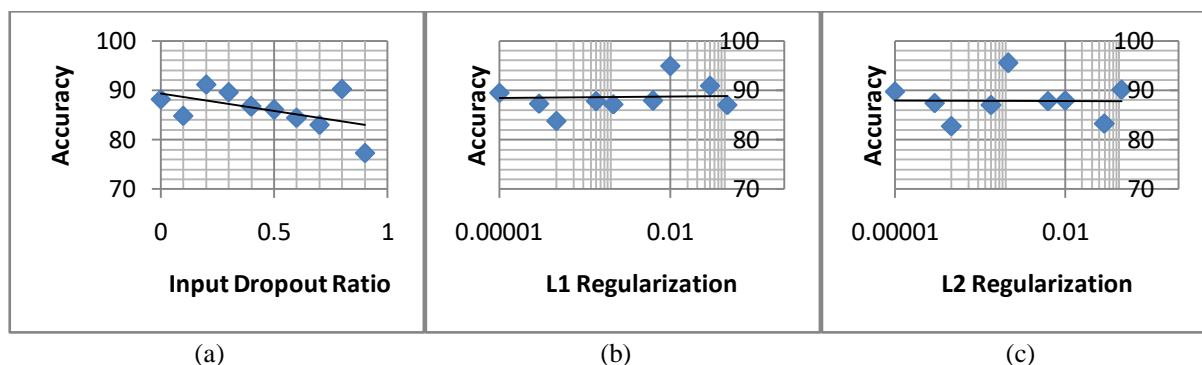 100
90
80
70
Accuracy
0
0.5
1
Input Dropout Ratio
(a)
100
90
80
70
Accuracy
0.00001
0.01
L1 Regularization
(b)
100
90
80
70
Accuracy
0.00001
0.01
L2 Regularization
(c)